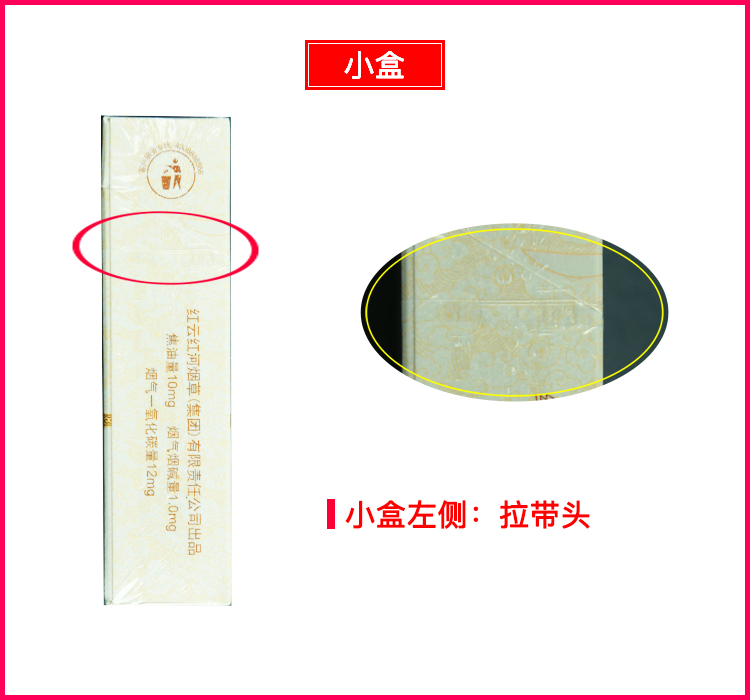 小盒
红云红河烟草(集团)有限责任公司出品
焦油量10mg 烟气烟碱量1.0mg
烟气一氧化碳量12mg
小盒左侧：拉带头